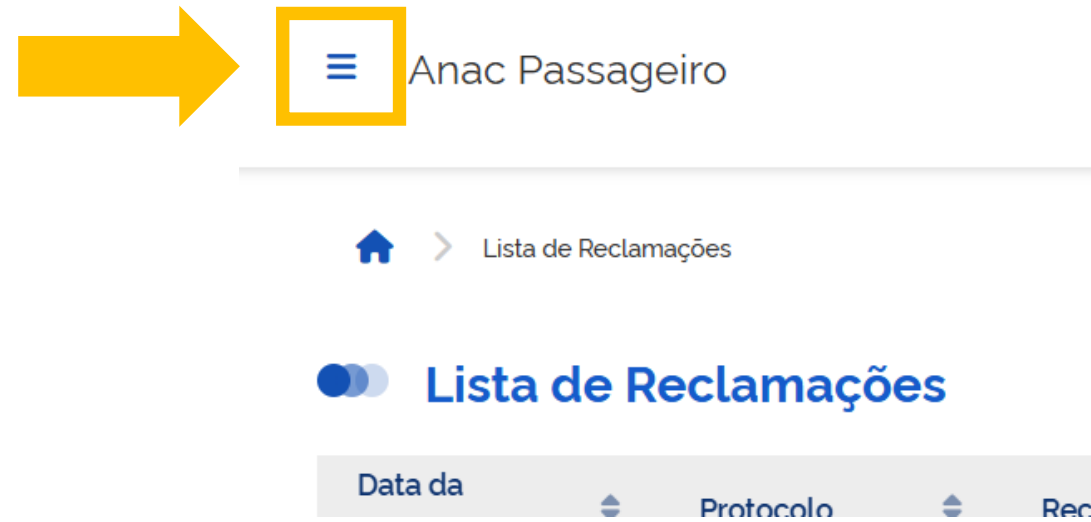 Anac Passageiro
Lista de Reclamações
Lista de Reclamações
Data da
Protocolo